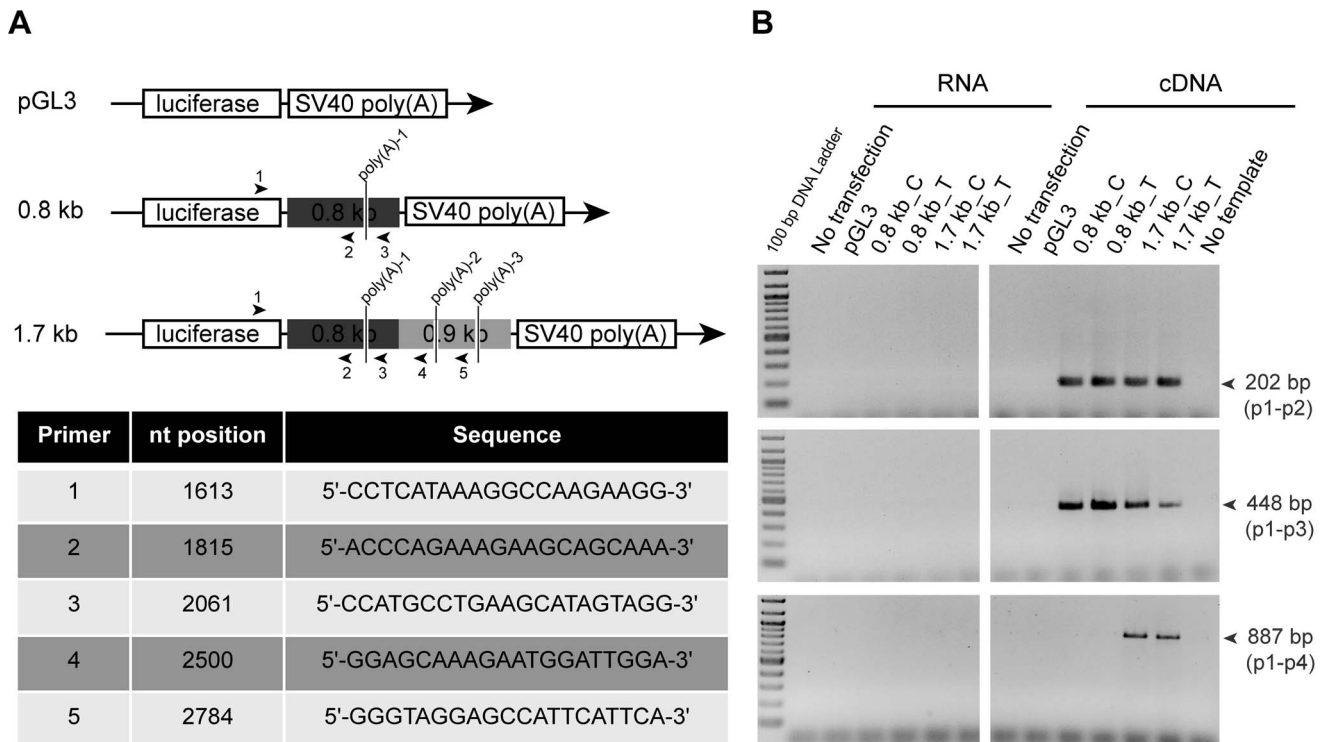 A
pGL3
luciferase
SV40 poly(A)
0.8 kb
1
luciferase
0.8 kb
poly(A)-1
SV40 poly(A)
2
3
1.7 kb
1
luciferase
0.8 kb
poly(A)-1
0.9 kb
poly(A)-2
poly(A)-3
SV40 poly(A)
2
3
4
5
Primer nt position Sequence
1 1613 5'-CCTCATAAAGGCCAAGAAGG-3'
2 1815 5'-ACCCAGAAAGAAGCAGCAAA-3'
3 2061 5'-CCATGCCTGAAGCATAGTAGG-3'
4 2500 5'-GGAGCAAAGAATGGATTGGA-3'
5 2784 5'-GGGTAGGAGCCATTCATTCA-3'
B
RNA
cDNA
100 bp DNA Ladder
No transfection
pGL3
0.8 kb_C
0.8 kb_T
1.7 kb_C
1.7 kb_T
No transfection
pGL3
0.8 kb_C
0.8 kb_T
1.7 kb_C
1.7 kb_T
No template
202 bp
(p1-p2)
448 bp
(p1-p3)
887 bp
(p1-p4)